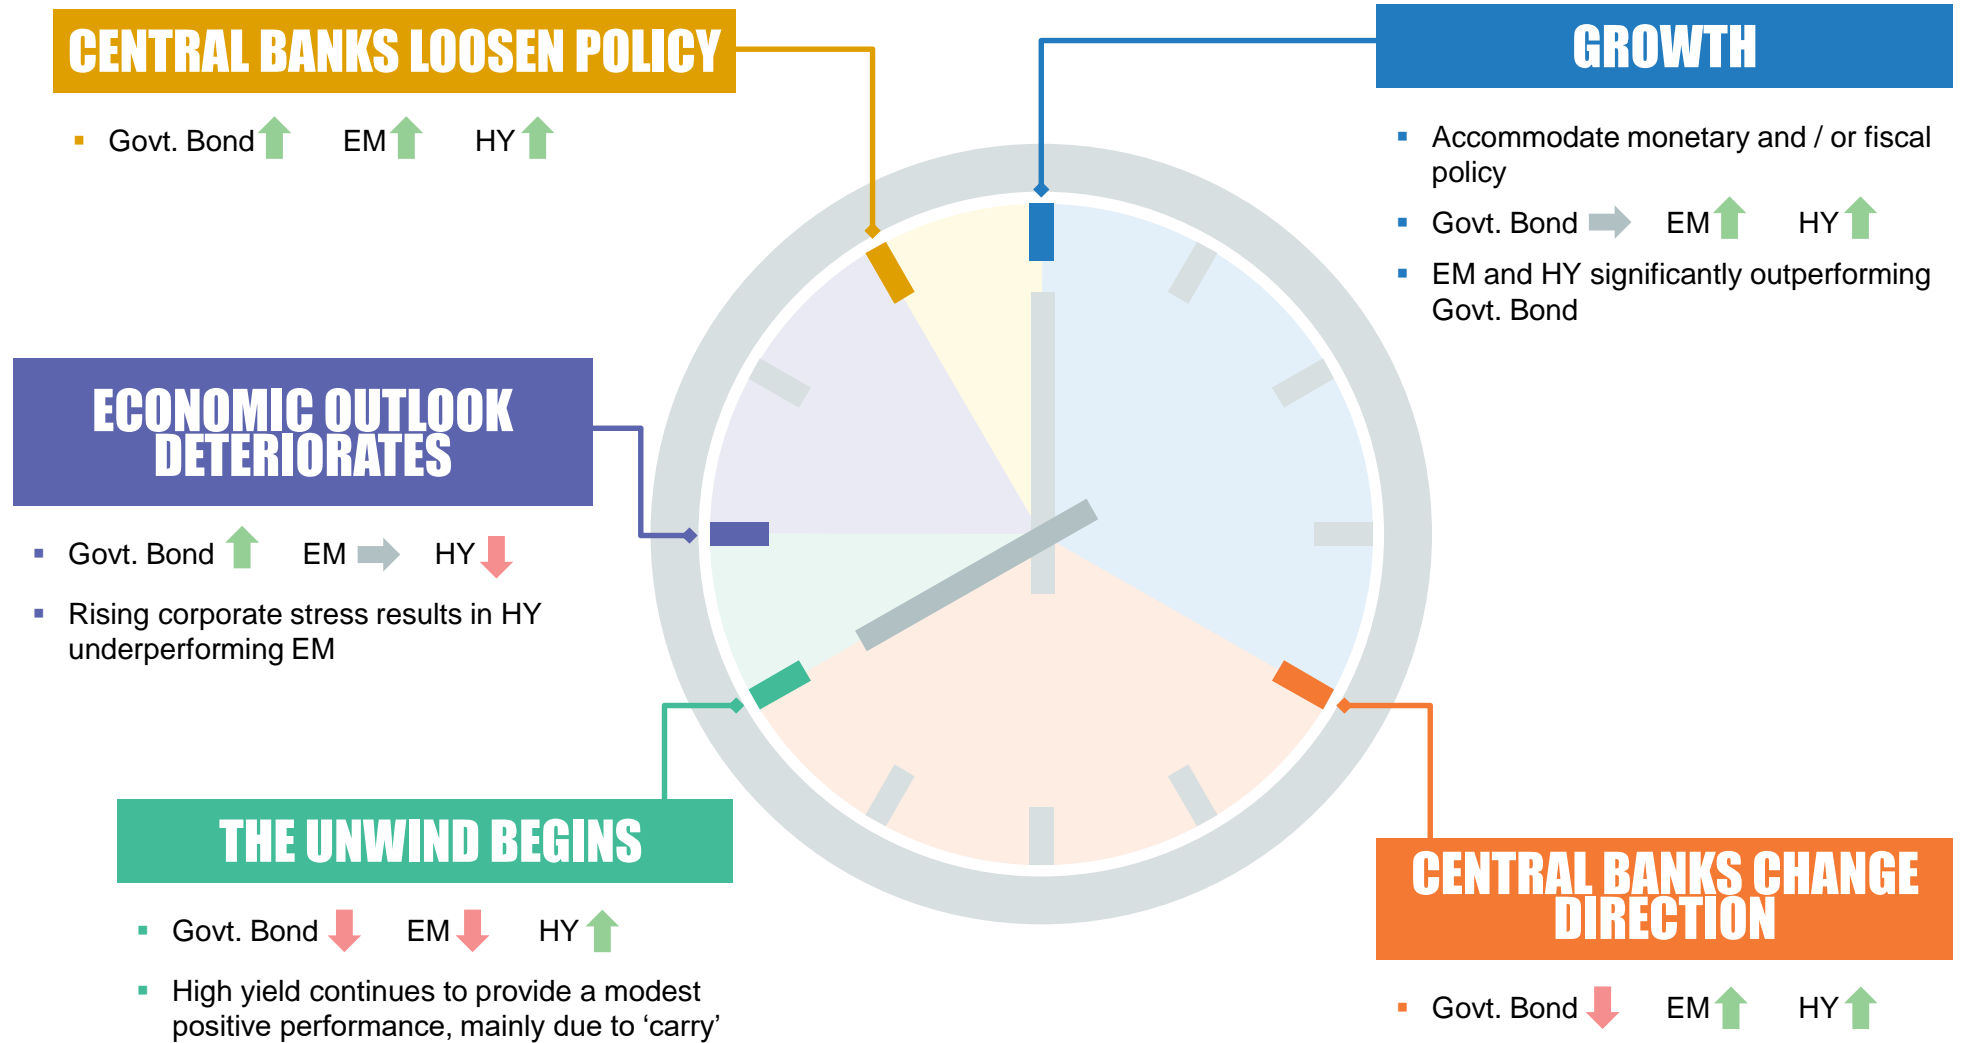 CENTRAL BANKS LOOSEN POLICY
Govt. Bond EM HY
GROWTH
Accommodate monetary and / or fiscal
policy
Govt. Bond EM HY
EM and HY significantly outperforming
Govt. Bond
ECONOMIC OUTLOOK
DETERIORATES
Govt. Bond EM HY
Rising corporate stress results in HY
underperforming EM
THE UNWIND BEGINS
Govt. Bond EM HY
High yield continues to provide a modest
positive performance, mainly due to ‘carry’
CENTRAL BANKS CHANGE
DIRECTION
Govt. Bond EM HY